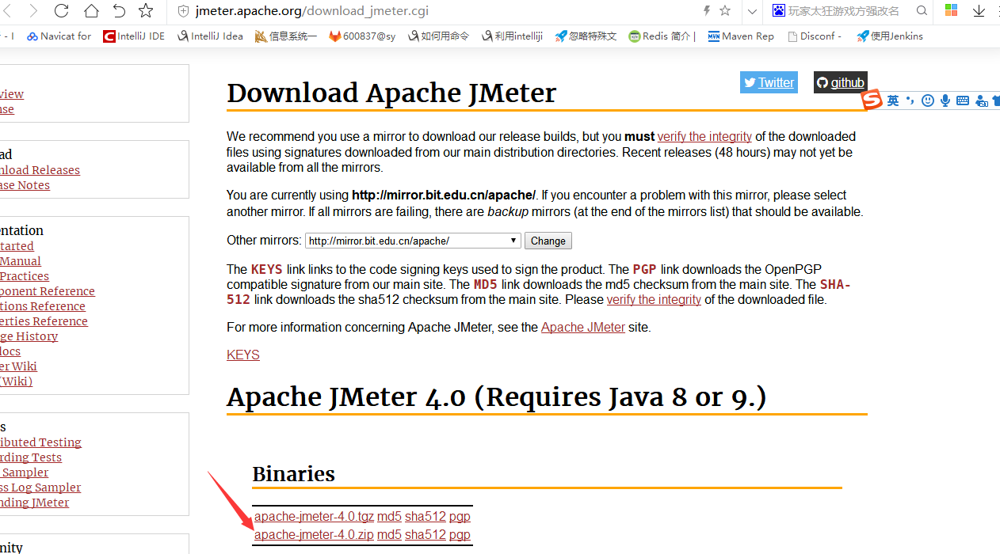 jmeter.apache.org/download_jmeter.cgi
玩家太狂游戏方强改名
- I
Navicat for
IntelliJ IDE
IntelliJ Idea
信息系统一
600837@sy
如何用命令
利用intelliji
忽略特殊文
Redis 简介 |
Maven Rep
Disconf -
使用Jenkins
Twitter
github
英
Download Apache JMeter
We recommend you use a mirror to download our release builds, but you must verify the integrity of the downloaded
files using signatures downloaded from our main distribution directories. Recent releases (48 hours) may not yet be
available from all the mirrors.
You are currently using http://mirror.bit.edu.cn/apache/. If you encounter a problem with this mirror, please select
another mirror. If all mirrors are failing, there are backup mirrors (at the end of the mirrors list) that should be available.
Other mirrors: http://mirror.bit.edu.cn/apache/ Change
The KEYS link links to the code signing keys used to sign the product. The PGP link downloads the OpenPGP
compatible signature from our main site. The MD5 link downloads the md5 checksum from the main site. The SHA-
512 link downloads the sha512 checksum from the main site. Please verify the integrity of the downloaded file.
For more information concerning Apache JMeter, see the Apache JMeter site.
KEYS
Apache JMeter 4.0 (Requires Java 8 or 9.)
Binaries
apache-jmeter-4.0.tgz md5 sha512 pgp
apache-jmeter-4.0.zip md5 sha512 pgp
view
nse
ad
nload Releases
ase Notes
entation
tarted
Manual
Practices
ponent Reference
tions Reference
erties Reference
ge History
docs
er Wiki
(Wiki)
s
ibuted Testing
rding Tests
Sampler
ss Log Sampler
nding JMeter
nity